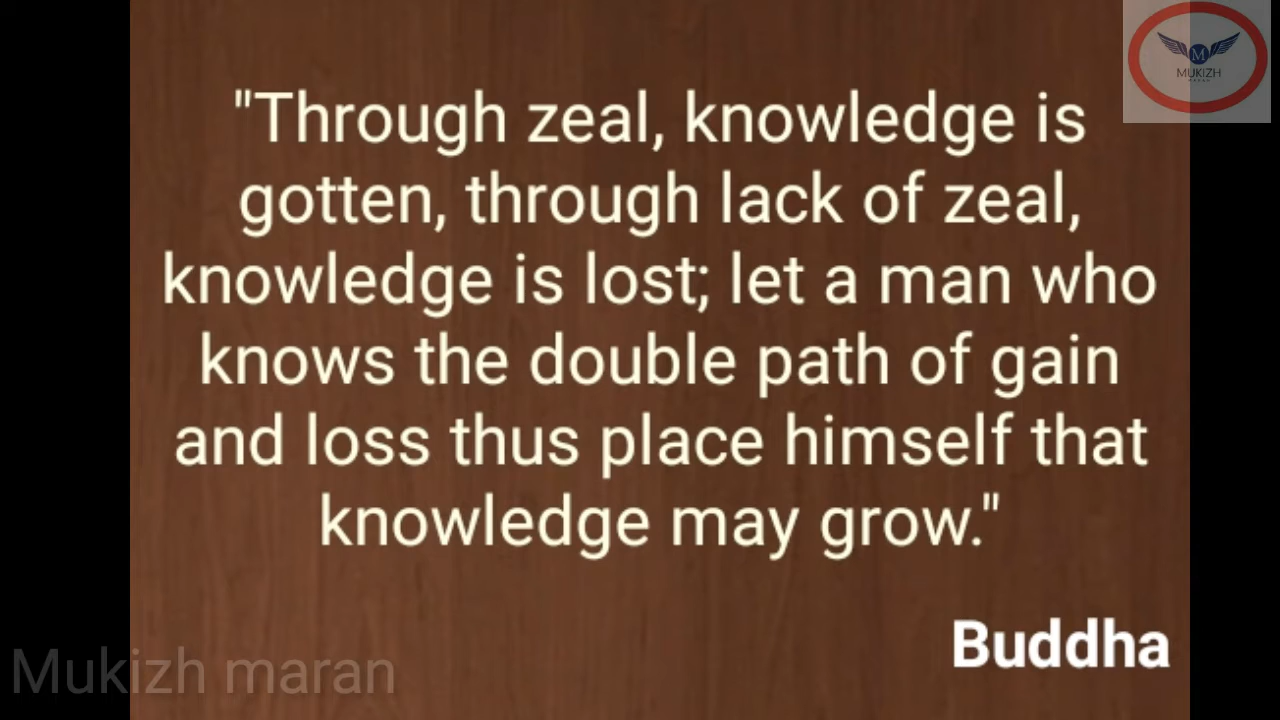 "Through zeal, knowledge is
gotten, through lack of zeal,
knowledge is lost; let a man who
knows the double path of gain
and loss thus place himself that
knowledge may grow."
Buddha
Mukizh maran
M
MUKIZH
MARAN